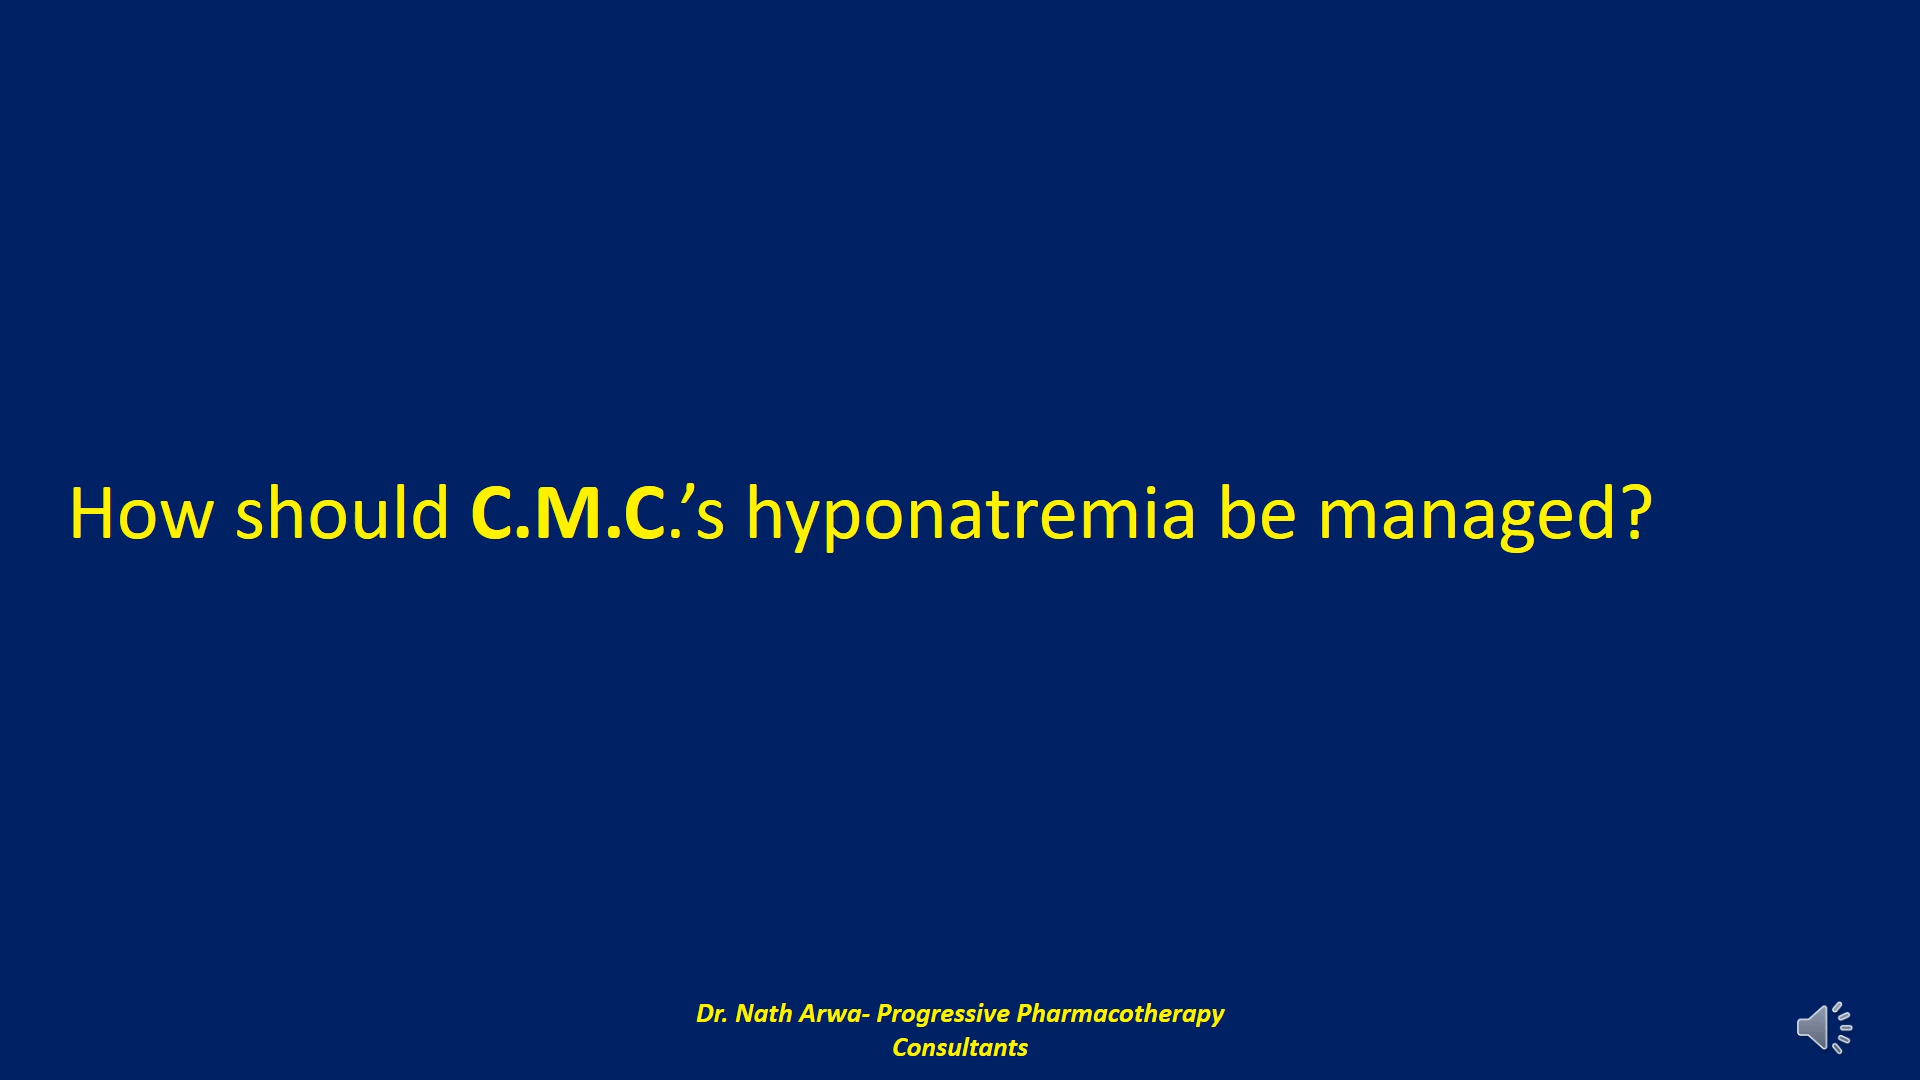 How should C.M.C.’s hyponatremia be managed?
Dr. Nath Arwa- Progressive Pharmacotherapy
Consultants